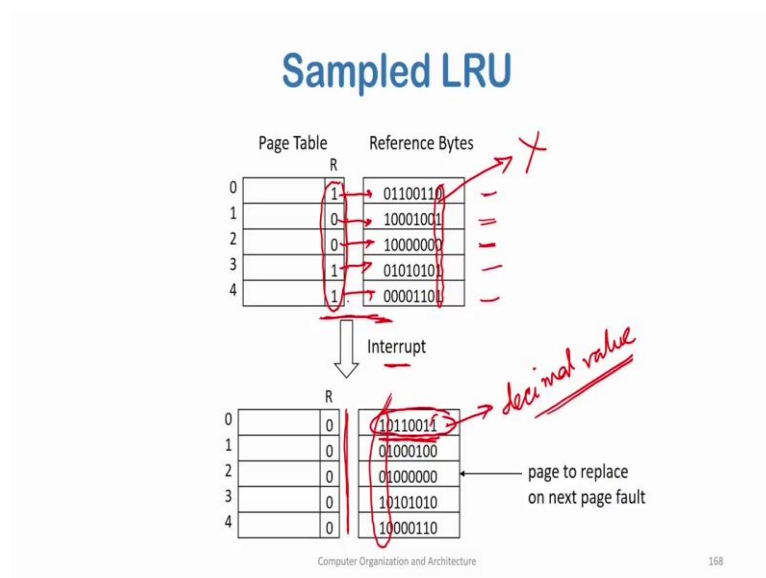 Sampled LRU
Page Table Reference Bytes
R
0 1 01100110
1 0 10001001
2 0 10000000
3 1 01010101
4 1 00001101
X
Interrupt
decimal value
R
0 0 10110011
1 0 01000100
2 0 01000000
3 0 10101010
4 0 10000110
page to replace
on next page fault
Computer Organization and Architecture 168